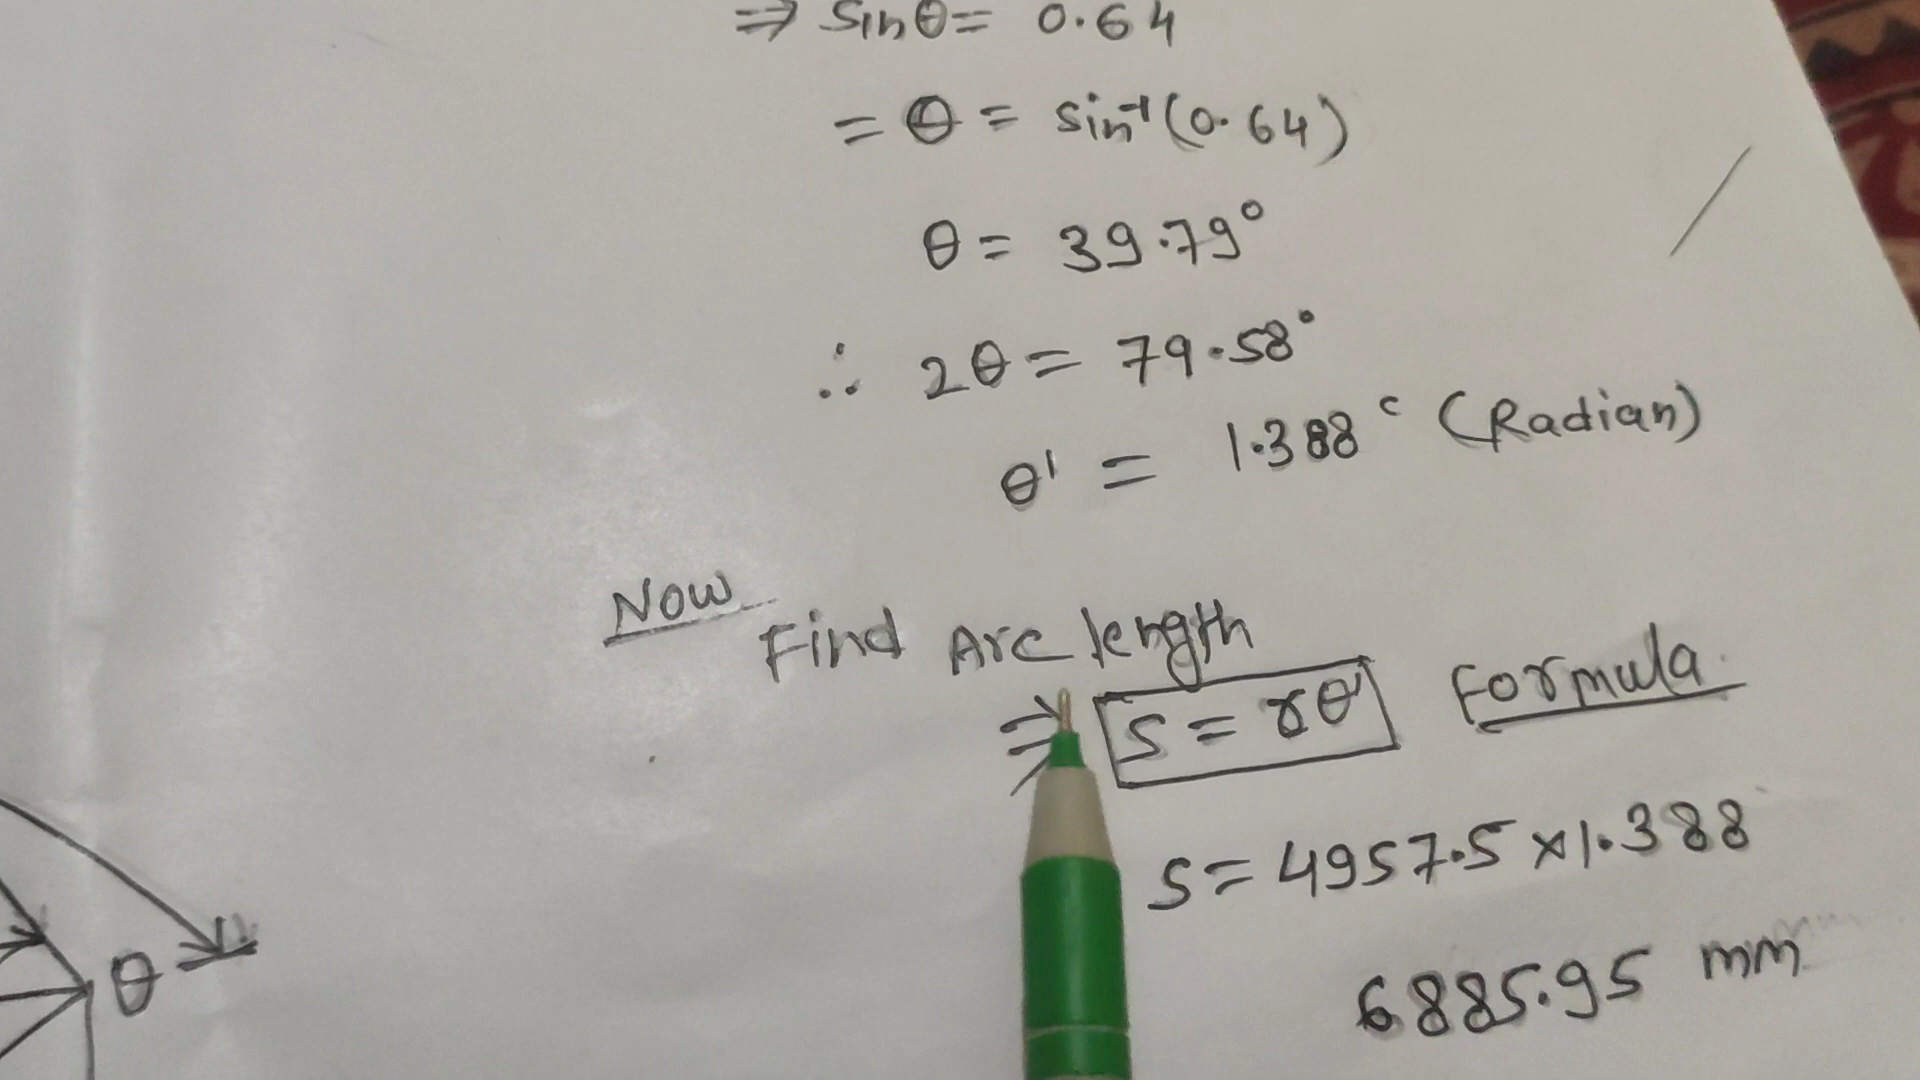 ⇒ Sinθ = 0.64
= θ = sin⁻¹(0.64)
θ = 39.79°
∴ 2θ = 79.58°
θ' = 1.388ᶜ (Radian)
Now
Find Arc length
⇒ S = rθ' Formula
S = 4957.5 × 1.388
6885.95 mm
θ